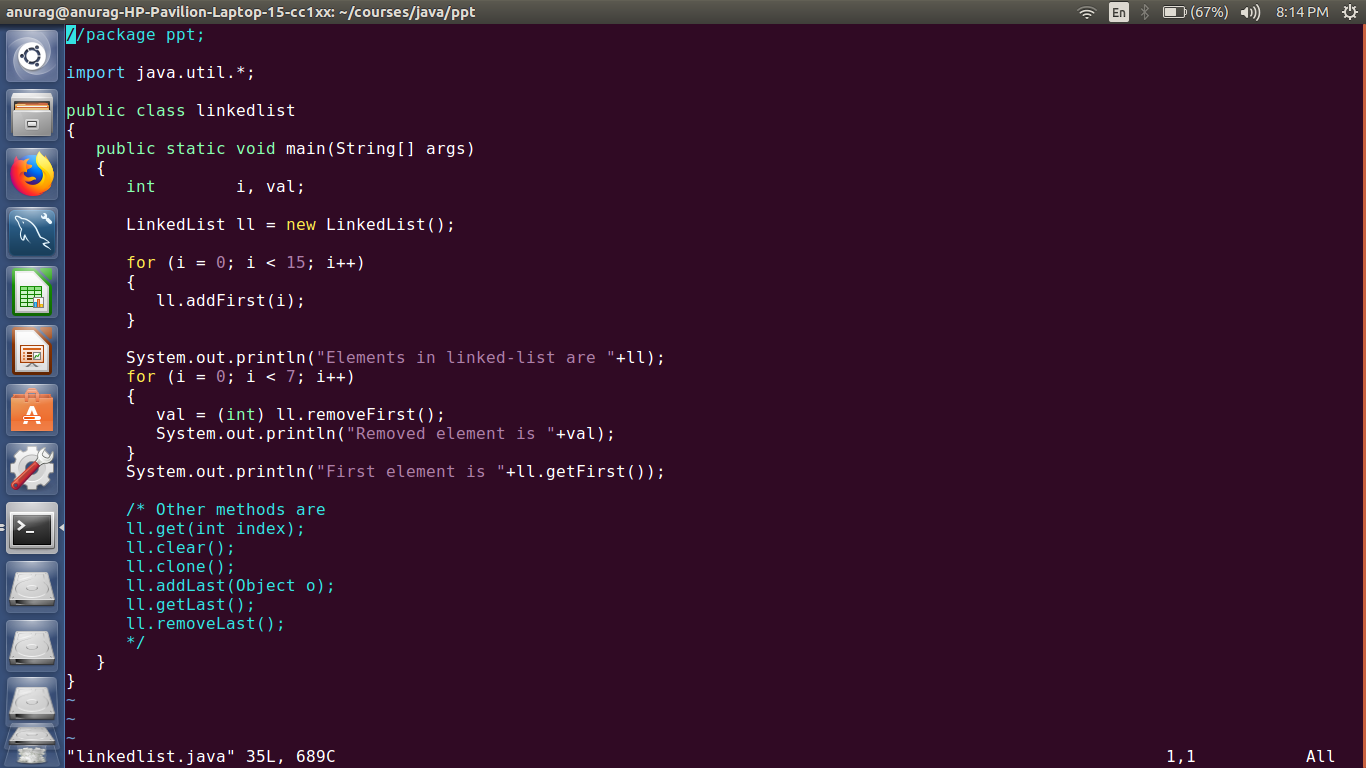 anurag@anurag-HP-Pavilion-Laptop-15-cc1xx: ~/courses/java/ppt En (67%) 8:14 PM
//package ppt;
import java.util.*;
public class linkedlist
{
public static void main(String[] args)
{
int i, val;
LinkedList ll = new LinkedList();
for (i = 0; i < 15; i++)
{
ll.addFirst(i);
}
System.out.println("Elements in linked-list are "+ll);
for (i = 0; i < 7; i++)
{
val = (int) ll.removeFirst();
System.out.println("Removed element is "+val);
}
System.out.println("First element is "+ll.getFirst());
/* Other methods are
ll.get(int index);
ll.clear();
ll.clone();
ll.addLast(Object o);
ll.getLast();
ll.removeLast();
*/
}
}
~
~
~
"linkedlist.java" 35L, 689C 1,1 All